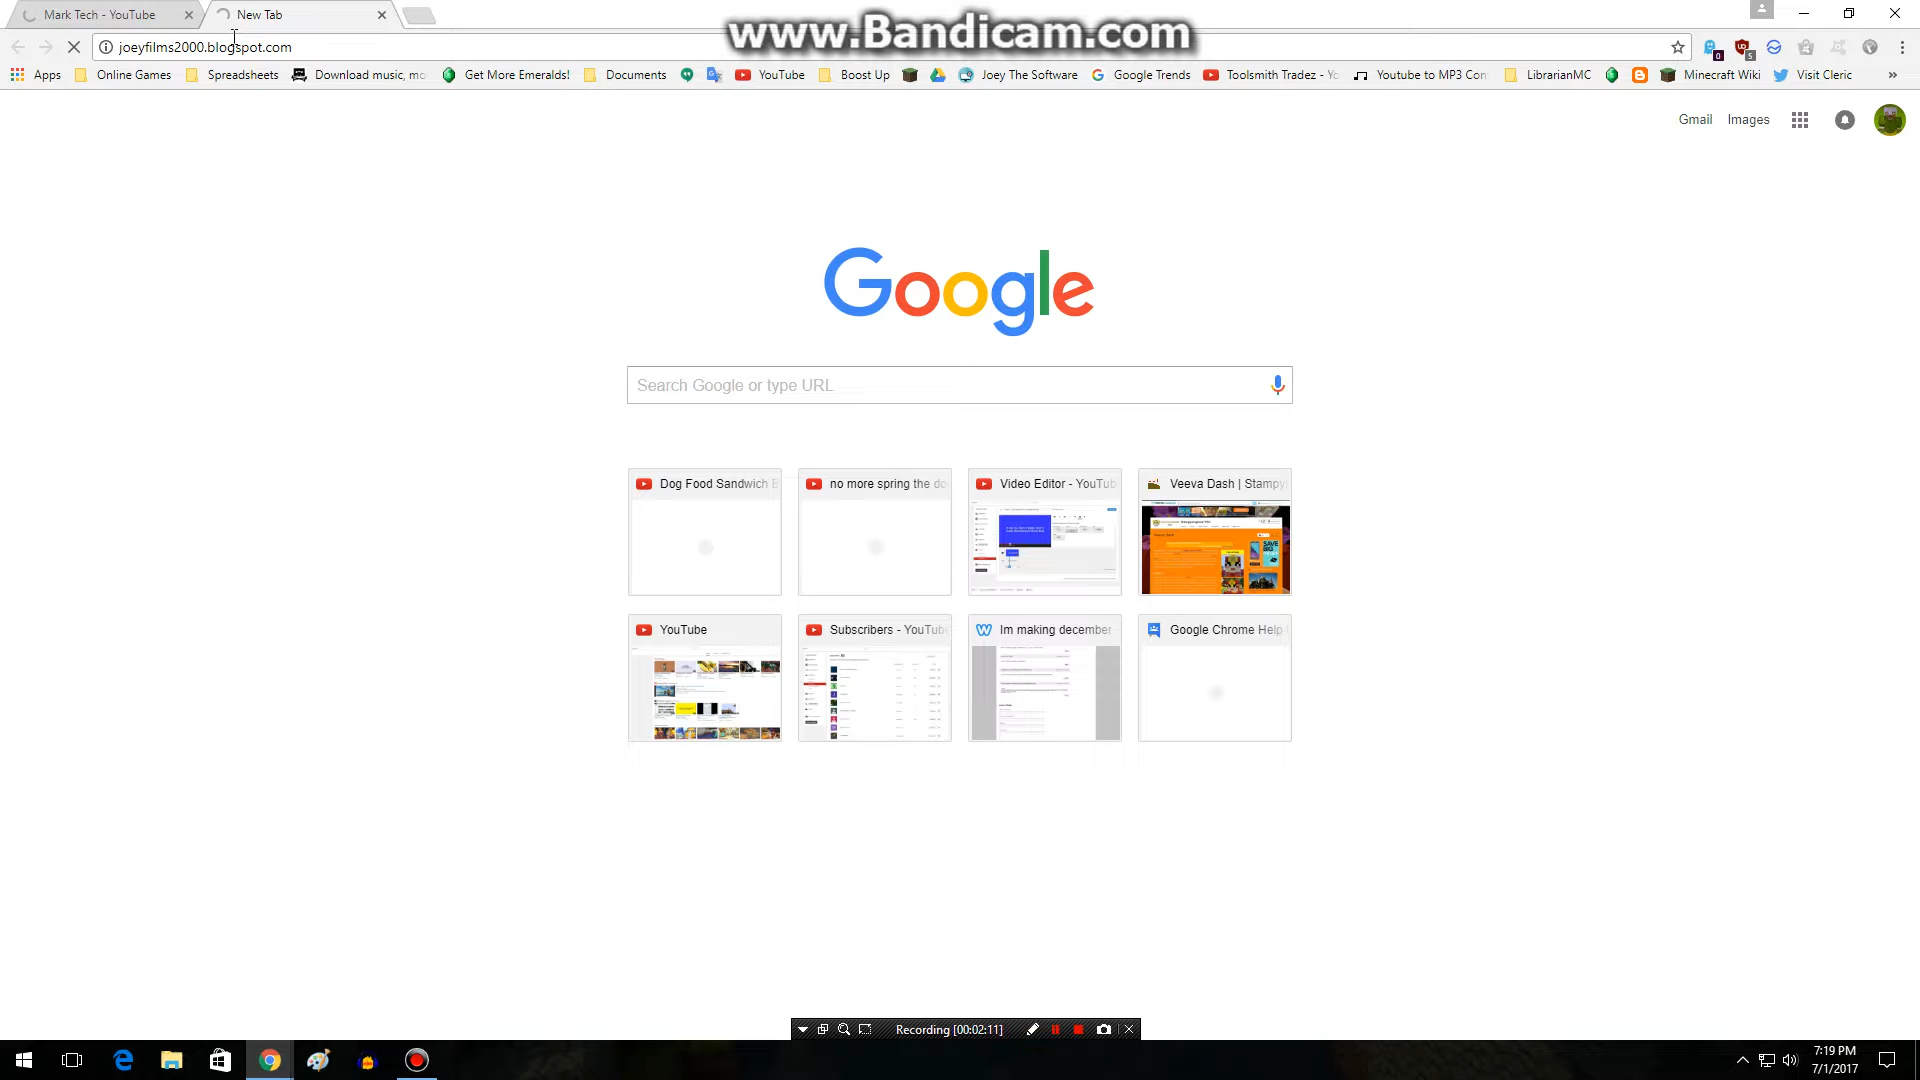 Mark Tech - YouTube
New Tab
www.Bandicam.com
joeyfilms2000.blogspot.com
Apps
Online Games
Spreadsheets
Download music, mo
Get More Emeralds!
Documents
YouTube
Boost Up
Joey The Software
Google Trends
Toolsmith Tradez - Yo
Youtube to MP3 Con
LibrarianMC
Minecraft Wiki
Visit Cleric
Gmail
Images
Google
Search Google or type URL
Dog Food Sandwich
no more spring the do
Video Editor - YouTub
Veeva Dash | Stampy
YouTube
Subscribers - YouTub
Im making december
Google Chrome Help
Recording [00:02:11]
7:19 PM
7/1/2017